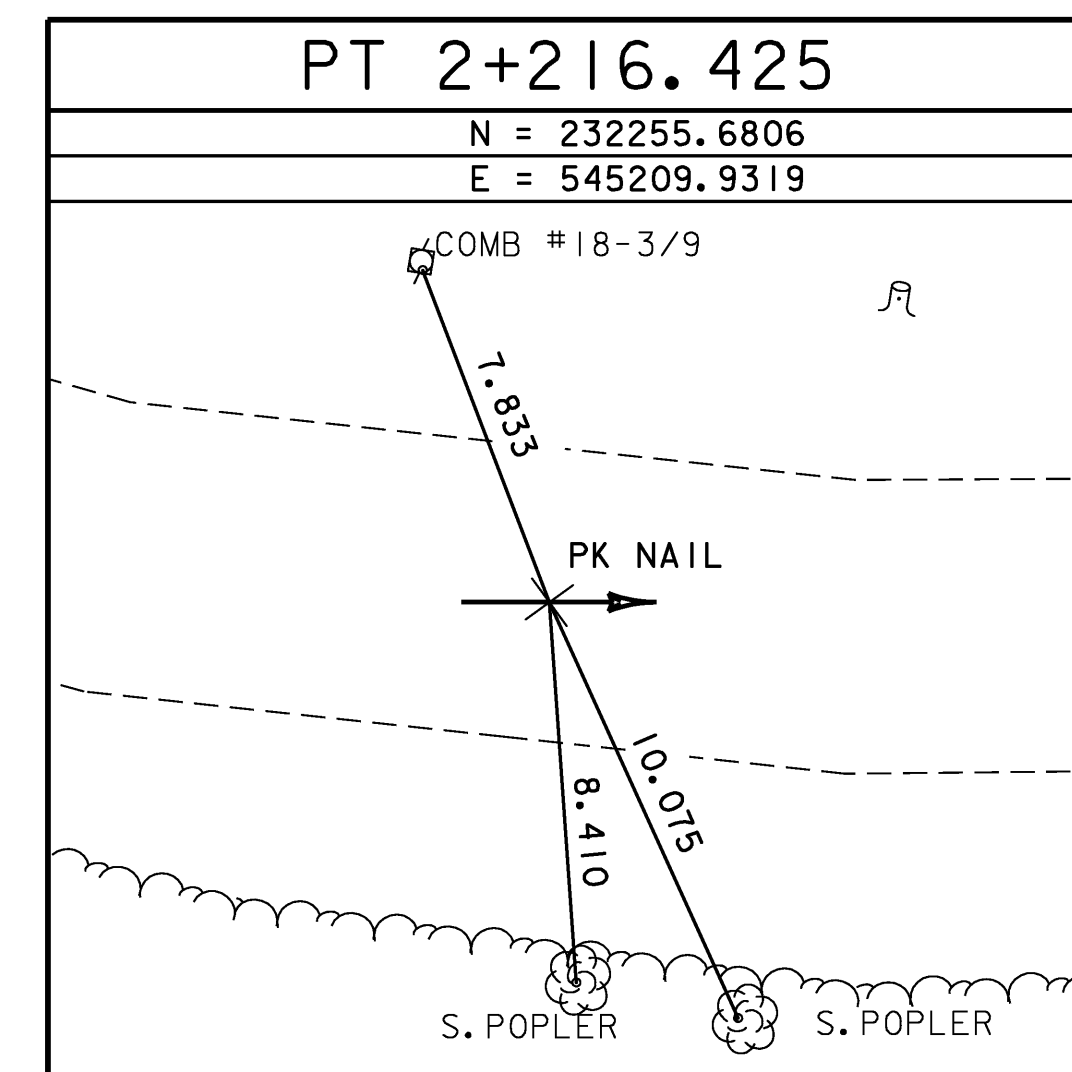 PT 2+216.425
N = 232255.6806
E = 545209.9319
COMB #18-3/9
7.833
PK NAIL
10.075
8.410
S. POPLER
S. POPLER